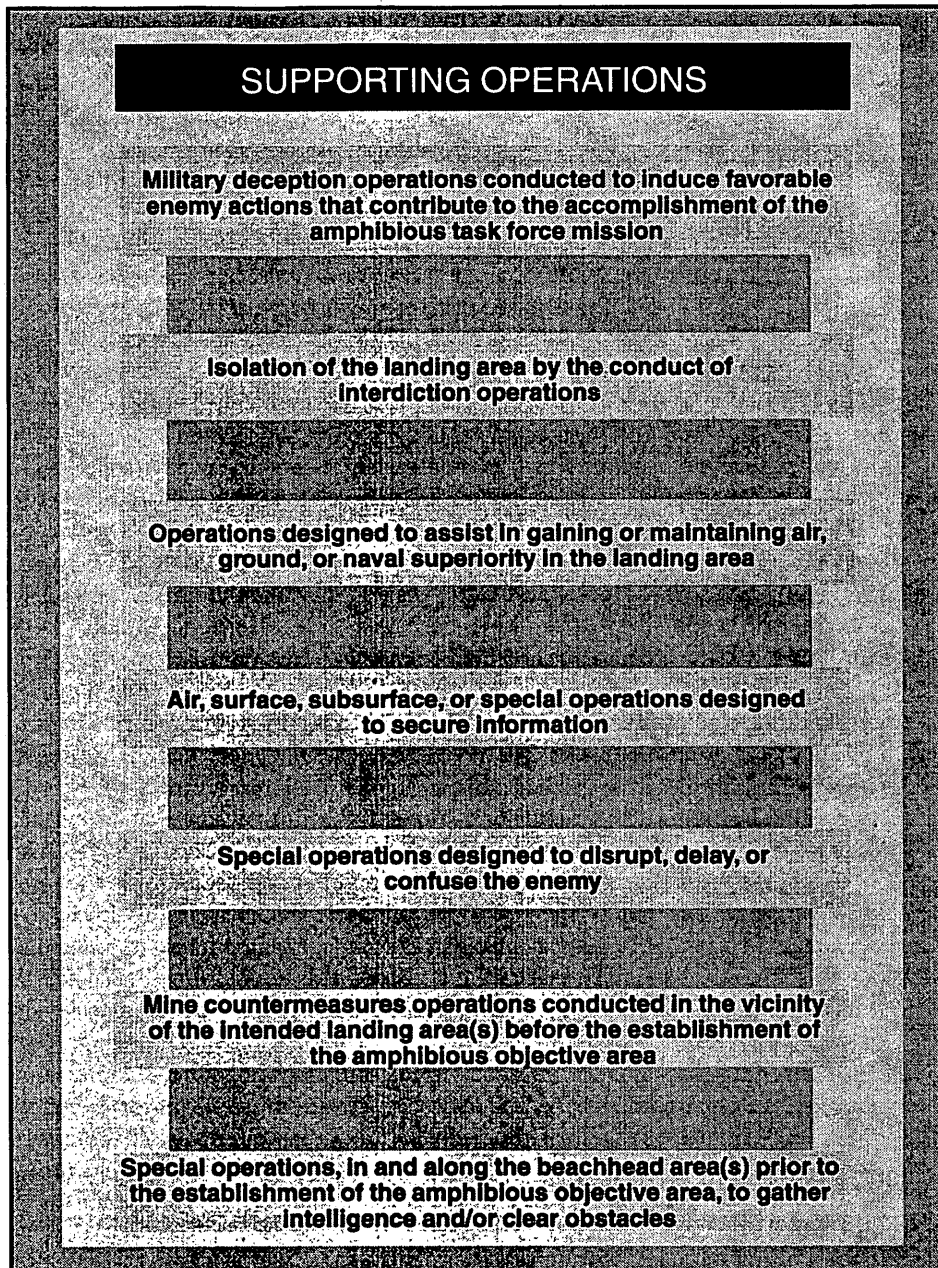 SUPPORTING OPERATIONS
Military deception operations conducted to induce favorable
enemy actions that contribute to the accomplishment of the
amphibious task force mission
Isolation of the landing area by the conduct of
interdiction operations
Operations designed to assist in gaining or maintaining air,
ground, or naval superiority in the landing area
Air, surface, subsurface, or special operations designed
to secure information
Special operations designed to disrupt, delay, or
confuse the enemy
Mine countermeasures operations conducted in the vicinity
of the intended landing area(s) before the establishment of
the amphibious objective area
Special operations, in and along the beachhead area(s) prior to
the establishment of the amphibious objective area, to gather
intelligence and/or clear obstacles